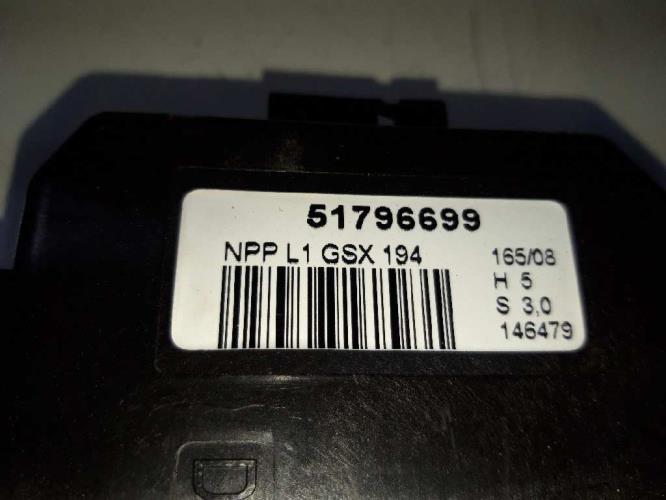 51796699
NPP L1 GSX 194
165/08
H 5
S 3,0
146479
D